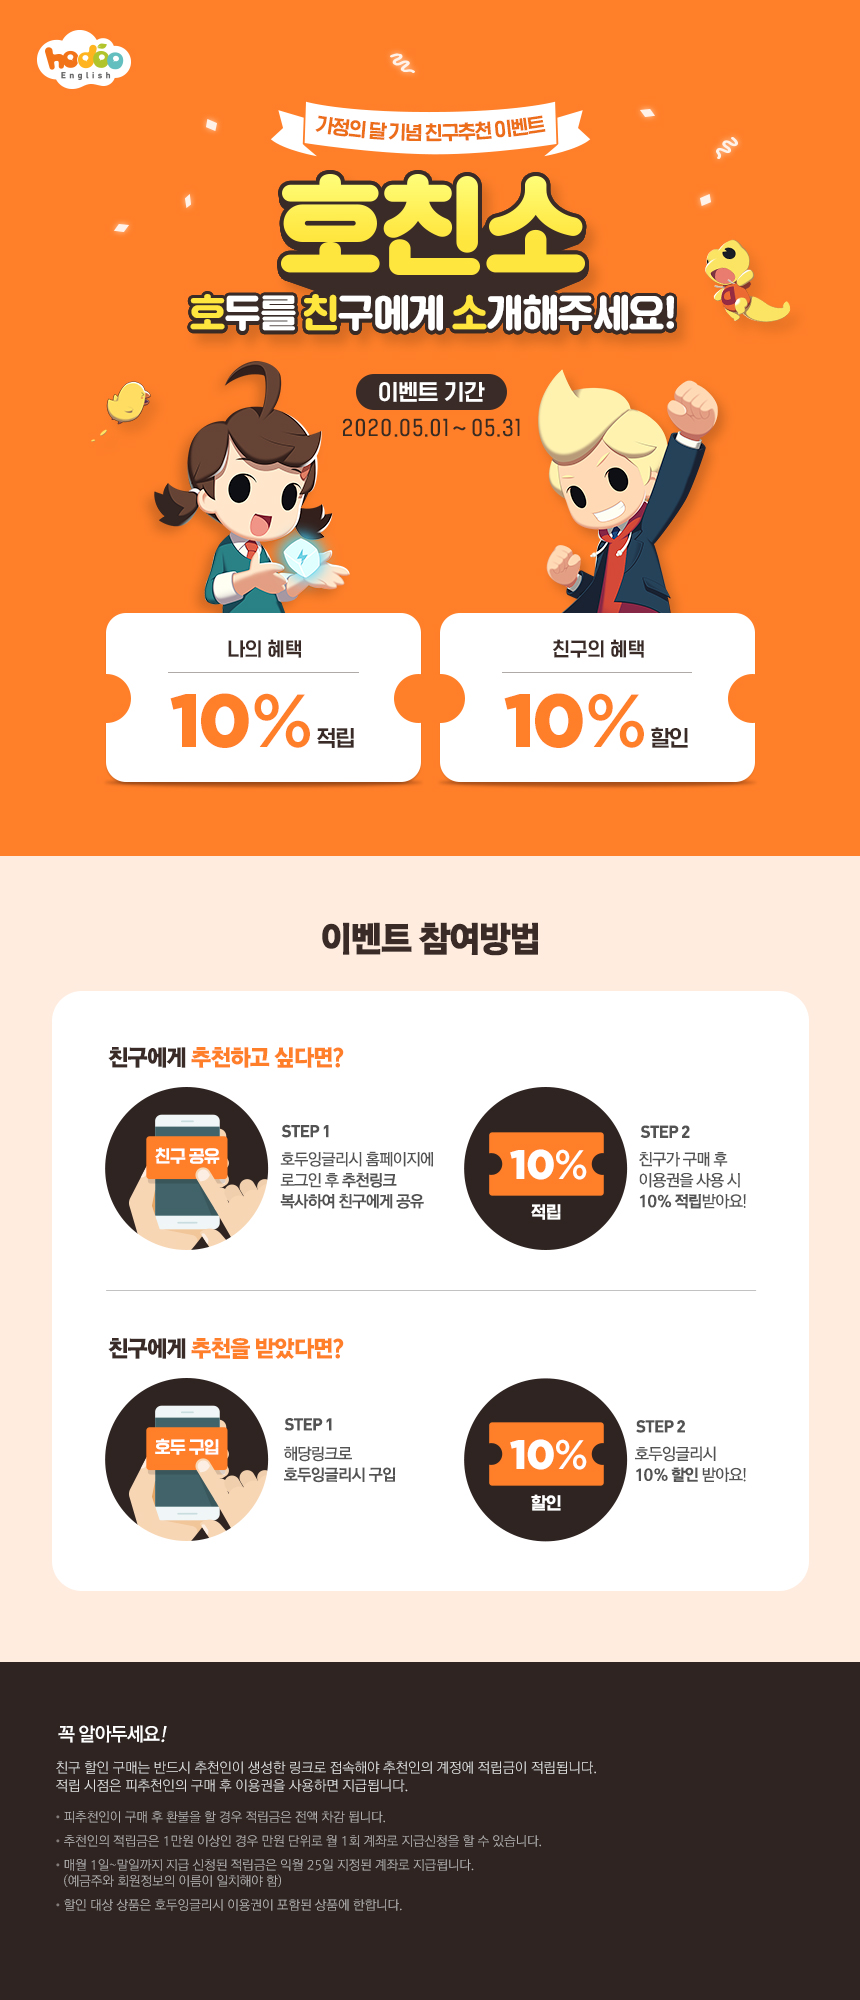 hodoo
English
가정의 달 기념 친구추천 이벤트
호친소
호두를 친구에게 소개해주세요!
이벤트 기간
2020.05.01 ~ 05.31
나의 혜택
10% 적립
친구의 혜택
10% 할인
이벤트 참여방법
친구에게 추천하고 싶다면?
친구 공유
STEP 1
호두잉글리시 홈페이지에
로그인 후 추천링크
복사하여 친구에게 공유
10%
적립
STEP 2
친구가 구매 후
이용권을 사용 시
10% 적립받아요!
친구에게 추천을 받았다면?
호두 구입
STEP 1
해당링크로
호두잉글리시 구입
10%
할인
STEP 2
호두잉글리시
10% 할인 받아요!
꼭 알아두세요!
친구 할인 구매는 반드시 추천인이 생성한 링크로 접속해야 추천인의 계정에 적립금이 적립됩니다.
적립 시점은 피추천인의 구매 후 이용권을 사용하면 지급됩니다.
• 피추천인이 구매 후 환불을 할 경우 적립금은 전액 차감 됩니다.
• 추천인의 적립금은 1만원 이상인 경우 만원 단위로 월 1회 계좌로 지급신청을 할 수 있습니다.
• 매월 1일~말일까지 지급 신청된 적립금은 익월 25일 지정된 계좌로 지급됩니다.
(예금주와 회원정보의 이름이 일치해야 함)
• 할인 대상 상품은 호두잉글리시 이용권이 포함된 상품에 한합니다.